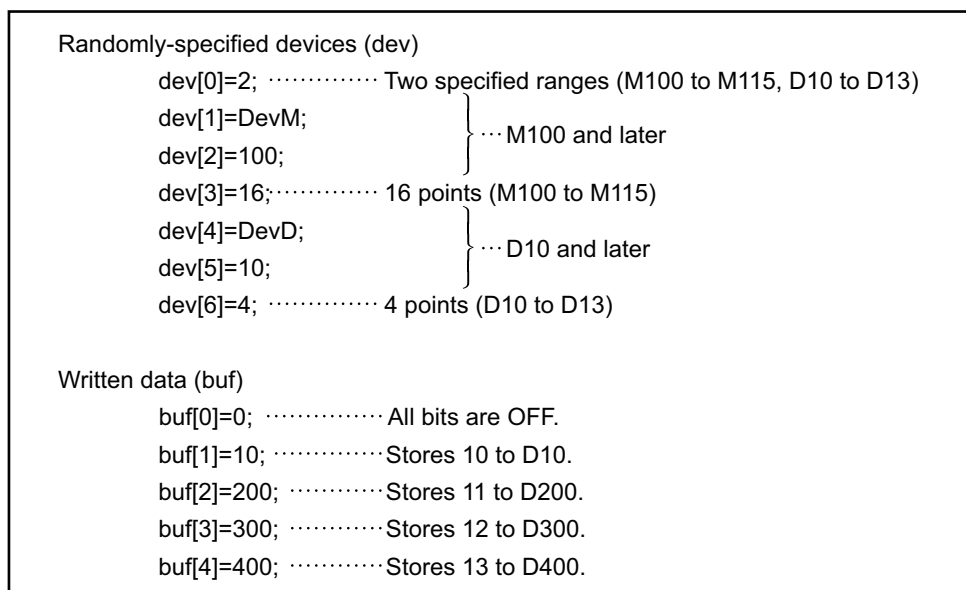 Randomly-specified devices (dev)
dev[0]=2; ·············· Two specified ranges (M100 to M115, D10 to D13)
dev[1]=DevM;
··· M100 and later
dev[2]=100;
dev[3]=16; ············· 16 points (M100 to M115)
dev[4]=DevD;
··· D10 and later
dev[5]=10;
dev[6]=4; ·············· 4 points (D10 to D13)
Written data (buf)
buf[0]=0; ··············· All bits are OFF.
buf[1]=10; ·············· Stores 10 to D10.
buf[2]=200; ············ Stores 11 to D200.
buf[3]=300; ············ Stores 12 to D300.
buf[4]=400; ············ Stores 13 to D400.